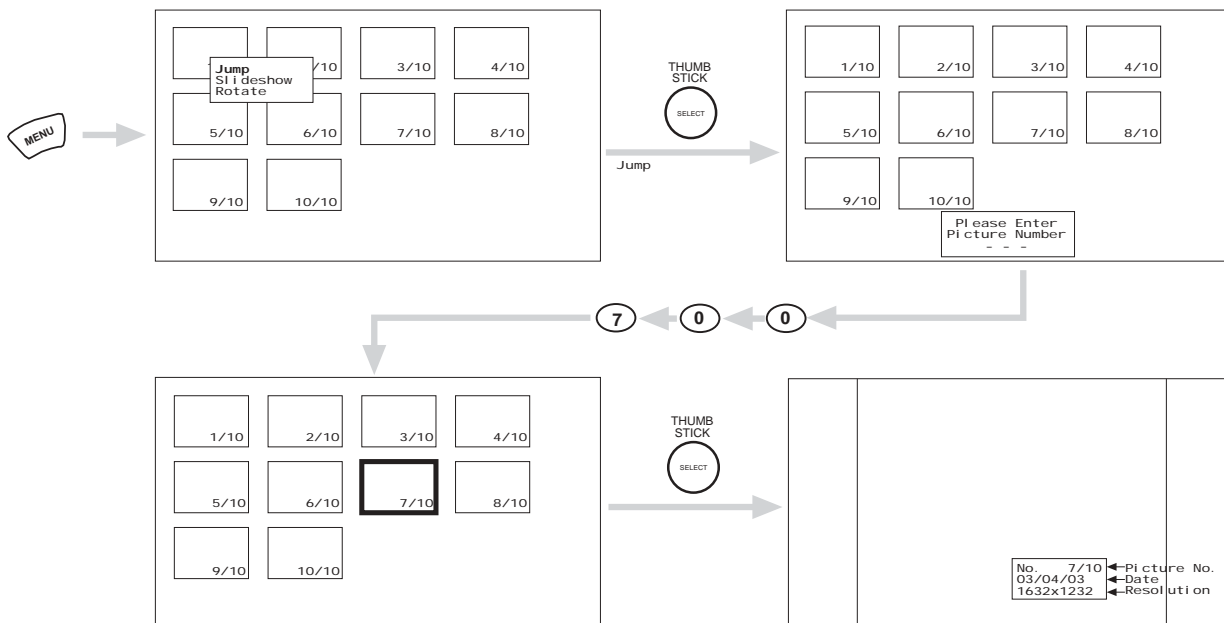 MENU
Jump
Slideshow
Rotate
/10
3/10
4/10
5/10
6/10
7/10
8/10
9/10
10/10
THUMB
STICK
SELECT
Jump
1/10
2/10
3/10
4/10
5/10
6/10
7/10
8/10
9/10
10/10
Please Enter
Picture Number
- - -
7
0
0
1/10
2/10
3/10
4/10
5/10
6/10
7/10
8/10
9/10
10/10
THUMB
STICK
SELECT
No. 7/10
03/04/03
1632x1232
Picture No.
Date
Resolution